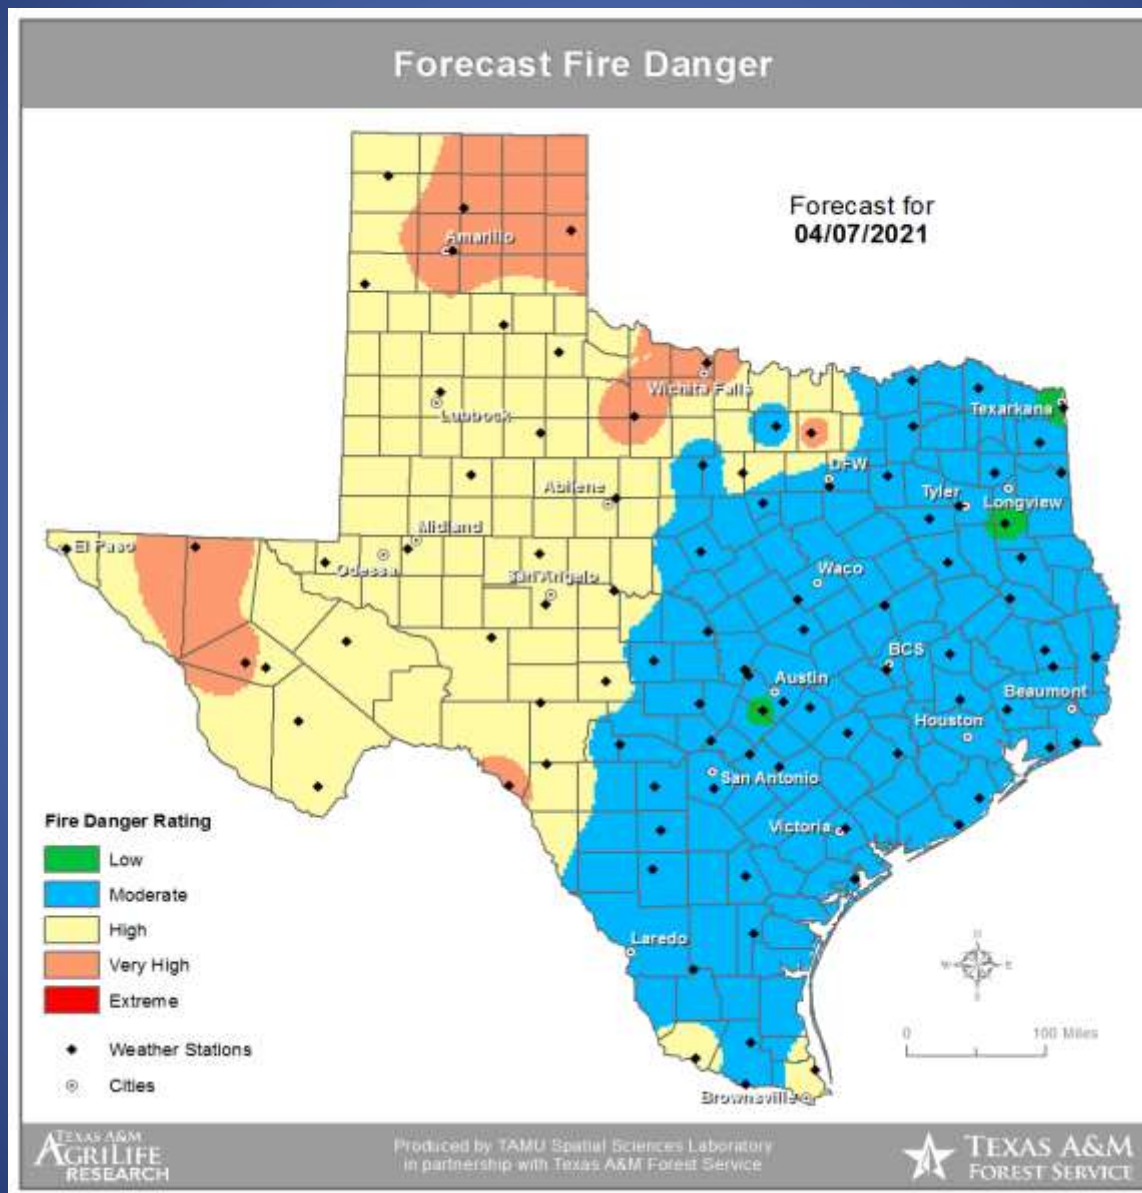 Forecast Fire Danger
Forecast for
04/07/2021
Amarillo
Wichita Falls
Lubbock
Texarkana
DFW
Abilene
Tyler
Longview
Midland
El Paso
Odessa
San Angelo
Waco
BCS
Austin
Beaumont
Houston
San Antonio
Victoria
Laredo
Brownsville
Fire Danger Rating
Low
Moderate
High
Very High
Extreme
Weather Stations
Cities
N
W E
S
0 100 Miles
TEXAS A&M
AGRILIFE
RESEARCH
Produced by TAMU Spatial Sciences Laboratory
in partnership with Texas A&M Forest Service
TEXAS A&M
FOREST SERVICE